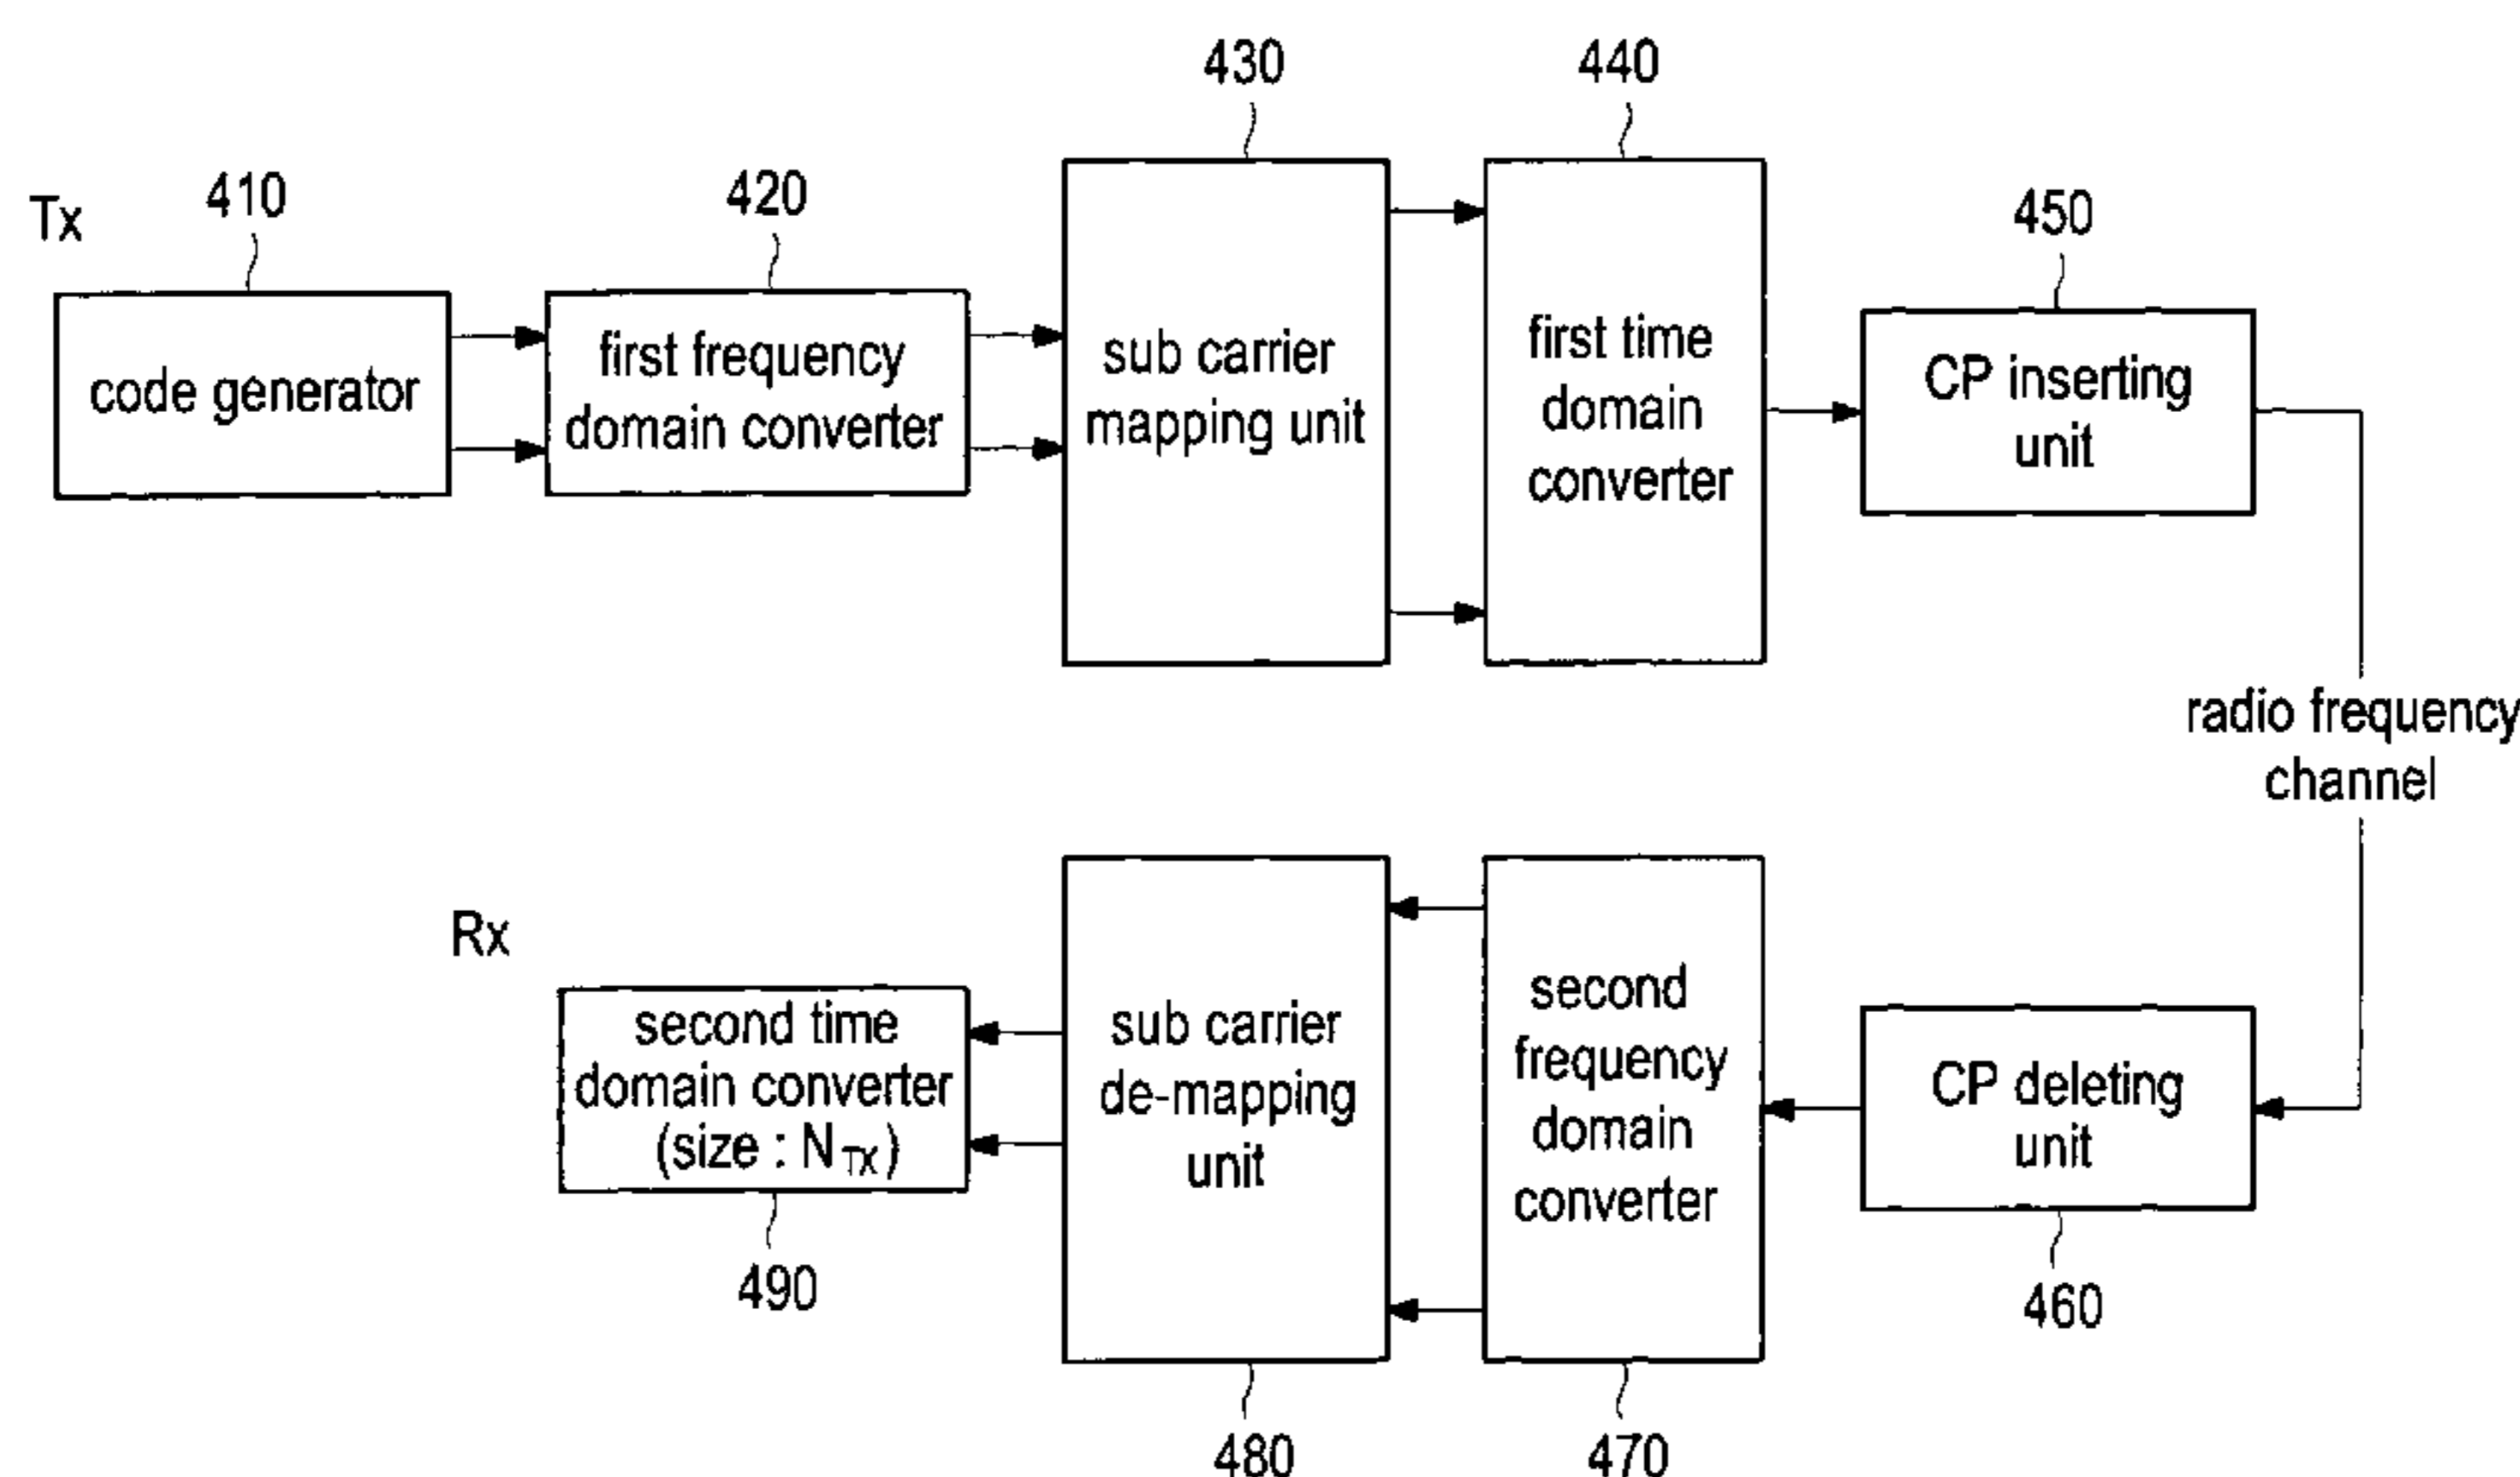 430
440
410
420
450
Tx
code generator
first frequency
domain converter
sub carrier
mapping unit
first time
domain
converter
CP inserting
unit
radio frequency
channel
Rx
second time
domain converter
(size : NTX)
sub carrier
de-mapping
unit
second
frequency
domain
converter
CP deleting
unit
490
460
480
470